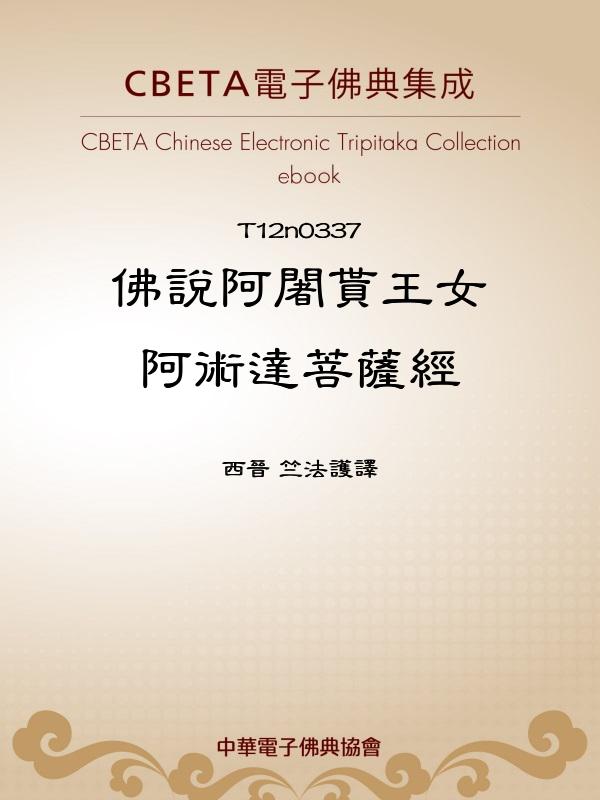 CBETA電子佛典集成
CBETA Chinese Electronic Tripitaka Collection
ebook
T12n0337
佛說阿闍貰王女
阿術達菩薩經
西晉 竺法護譯
中華電子佛典協會